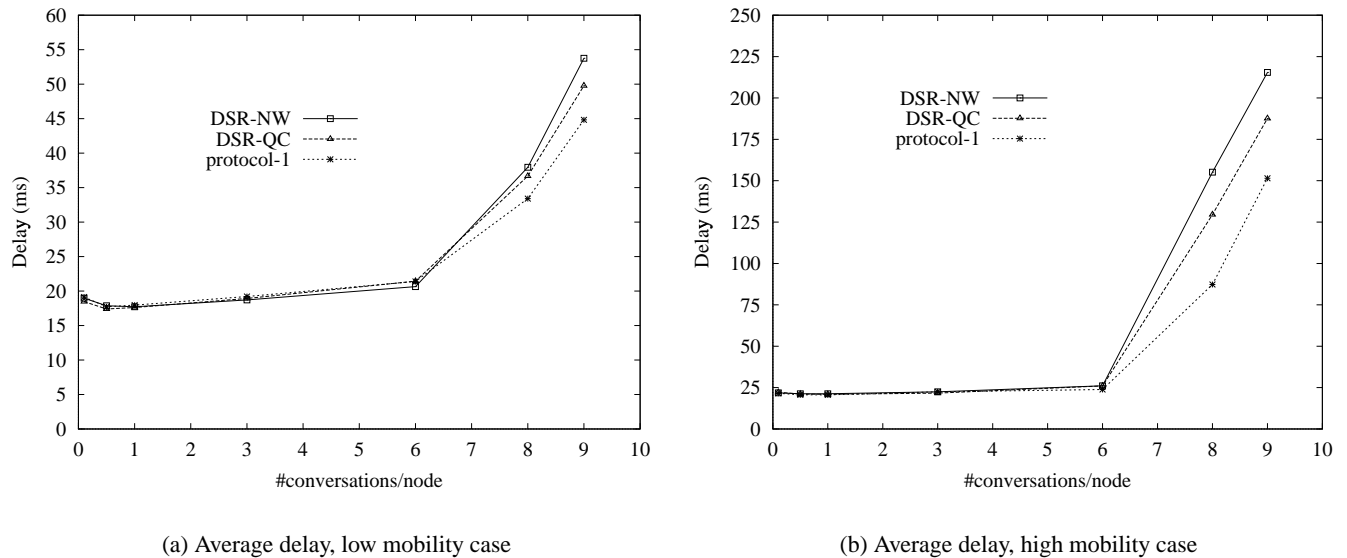 60
55
50
45
40
35
30
25
20
15
10
5
0
Delay (ms)
DSR-NW
DSR-QC
protocol-1
0 1 2 3 4 5 6 7 8 9 10
#conversations/node
(a) Average delay, low mobility case
250
225
200
175
150
125
100
75
50
25
0
Delay (ms)
DSR-NW
DSR-QC
protocol-1
0 1 2 3 4 5 6 7 8 9 10
#conversations/node
(b) Average delay, high mobility case